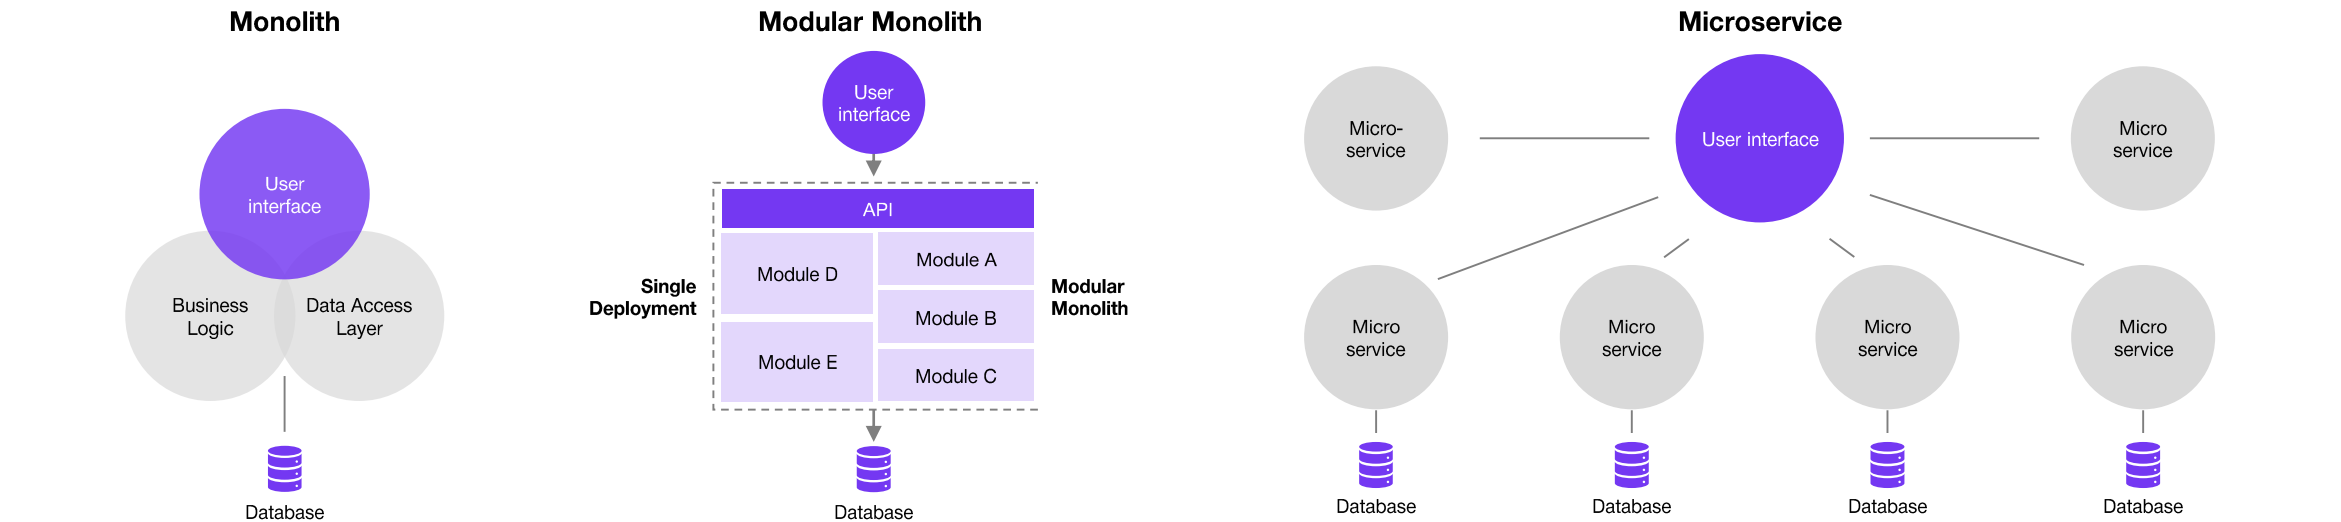 Monolith
User
interface
Business
Logic
Data Access
Layer
Database
Modular Monolith
User
interface
API
Module D
Module A
Module B
Module E
Module C
Single
Deployment
Modular
Monolith
Database
Microservice
Micro-
service
User interface
Micro
service
Micro
service
Micro
service
Micro
service
Micro
service
Database
Database
Database
Database